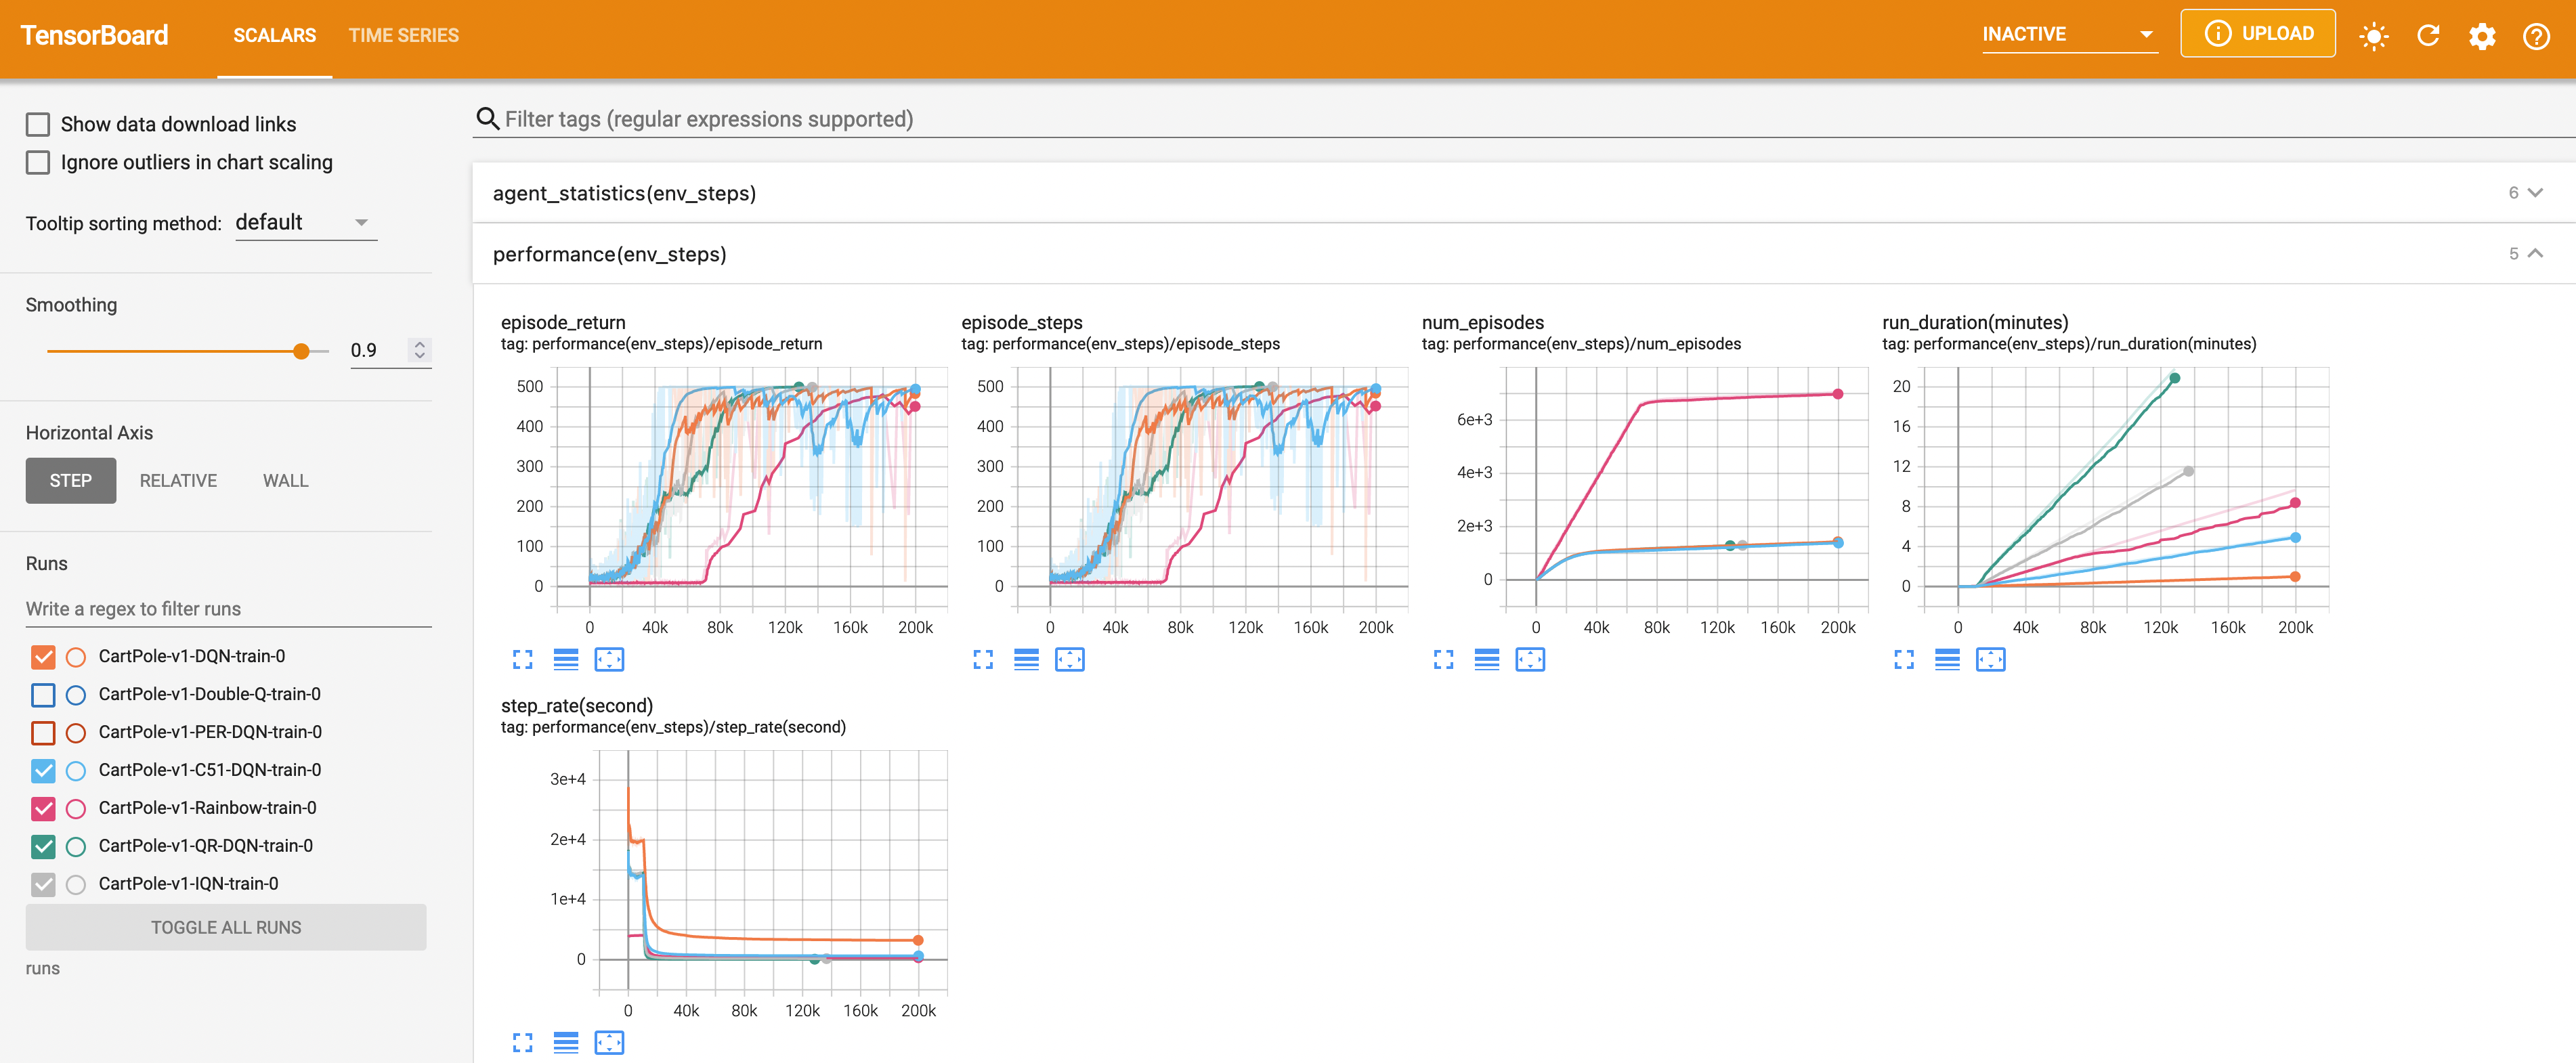 TensorBoard
SCALARS
TIME SERIES
INACTIVE
UPLOAD
Show data download links
Ignore outliers in chart scaling
Tooltip sorting method: default
Smoothing
0.9
Horizontal Axis
STEP
RELATIVE
WALL
Runs
Write a regex to filter runs
CartPole-v1-DQN-train-0
CartPole-v1-Double-Q-train-0
CartPole-v1-PER-DQN-train-0
CartPole-v1-C51-DQN-train-0
CartPole-v1-Rainbow-train-0
CartPole-v1-QR-DQN-train-0
CartPole-v1-IQN-train-0
TOGGLE ALL RUNS
runs
Filter tags (regular expressions supported)
agent_statistics(env_steps)
6
performance(env_steps)
5
episode_return
tag: performance(env_steps)/episode_return
500
400
300
200
100
0
0 40k 80k 120k 160k 200k
episode_steps
tag: performance(env_steps)/episode_steps
500
400
300
200
100
0
0 40k 80k 120k 160k 200k
num_episodes
tag: performance(env_steps)/num_episodes
6e+3
4e+3
2e+3
0
0 40k 80k 120k 160k 200k
run_duration(minutes)
tag: performance(env_steps)/run_duration(minutes)
20
16
12
8
4
0
0 40k 80k 120k 160k 200k
step_rate(second)
tag: performance(env_steps)/step_rate(second)
3e+4
2e+4
1e+4
0
0 40k 80k 120k 160k 200k